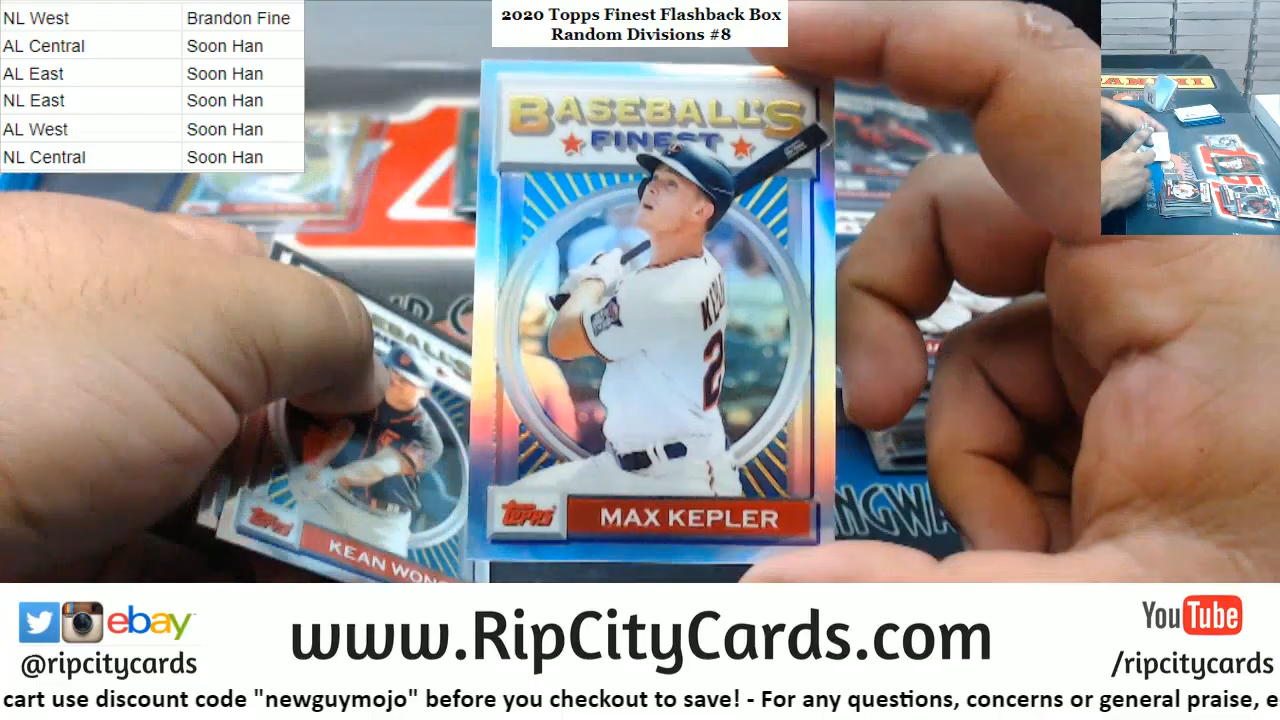 NL West Brandon Fine
AL Central Soon Han
AL East Soon Han
NL East Soon Han
AL West Soon Han
NL Central Soon Han
2020 Topps Finest Flashback Box
Random Divisions #8
BASEBALL'S
FINEST
TOPPS
MAX KEPLER
TOPPS
KEAN WONG
ebay
@ripcitycards
www.RipCityCards.com
YouTube
/ripcitycards
cart use discount code "newguymojo" before you checkout to save! - For any questions, concerns or general praise, e